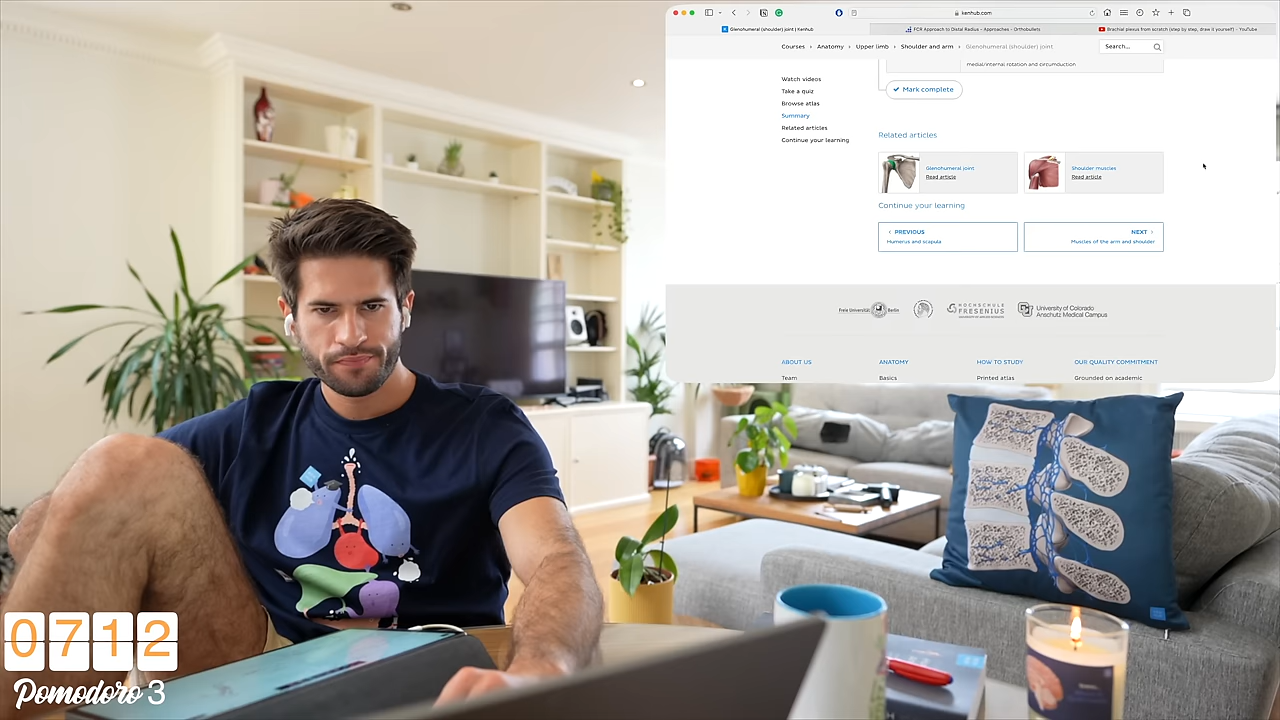 kenhub.com
Glenohumeral (shoulder) joint | Kenhub
FCR Approach to Distal Radius - Approaches - Orthobullets
Brachial plexus from scratch (step by step, draw it yourself) - YouTube
Courses › Anatomy › Upper limb › Shoulder and arm › Glenohumeral (shoulder) joint
Search...
medial/internal rotation and circumduction
Watch videos
Take a quiz
Browse atlas
Summary
Related articles
Continue your learning
Mark complete
Related articles
Glenohumeral joint
Read article
Shoulder muscles
Read article
Continue your learning
‹ PREVIOUS
Humerus and scapula
NEXT ›
Muscles of the arm and shoulder
Freie Universität Berlin
HOCHSCHULE
FRESENIUS
University of Colorado
Anschutz Medical Campus
ABOUT US
ANATOMY
HOW TO STUDY
OUR QUALITY COMMITMENT
Team
Basics
Printed atlas
Grounded on academic
0712
Pomodoro 3